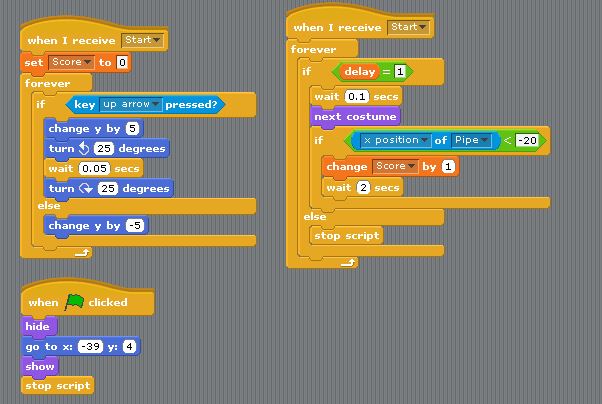 when I receive Start
set Score to 0
forever
if key up arrow pressed?
change y by 5
turn 25 degrees
wait 0.05 secs
turn 25 degrees
else
change y by -5
when clicked
hide
go to x: -39 y: 4
show
stop script
when I receive Start
forever
if delay = 1
wait 0.1 secs
next costume
if x position of Pipe < -20
change Score by 1
wait 2 secs
else
stop script